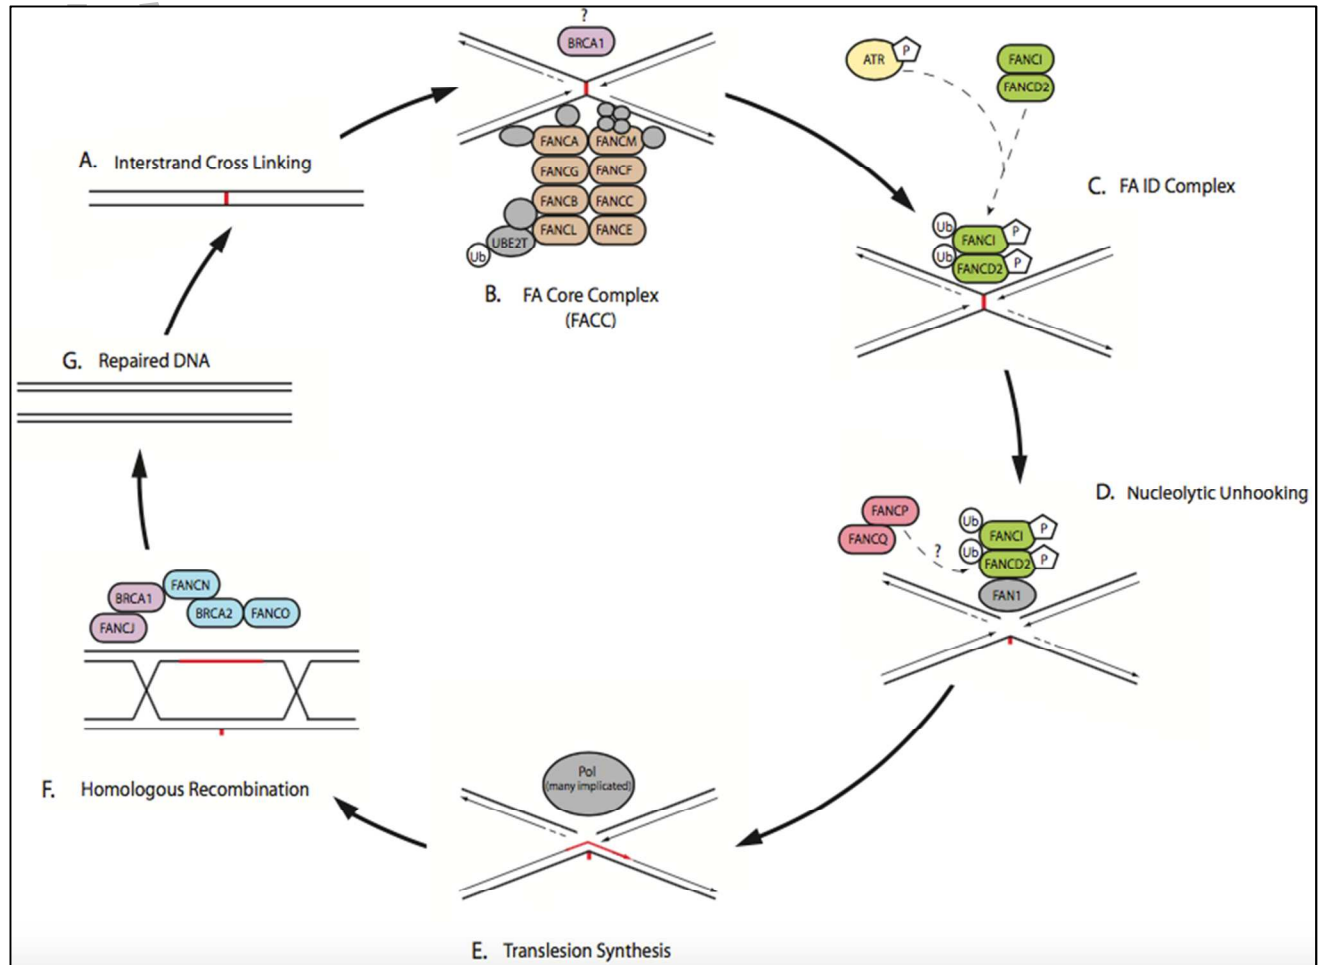 ?
BRCA1
FANCA
FANCM
FANCG
FANCF
FANCB
FANCC
FANCL
FANCE
UBE2T
Ub
B. FA Core Complex
(FACC)
A. Interstrand Cross Linking
ATR
P
FANCI
FANCD2
C. FA ID Complex
Ub
FANCI
P
Ub
FANCD2
P
D. Nucleolytic Unhooking
FANCP
FANCQ
?
Ub
FANCI
P
Ub
FANCD2
P
FAN1
Pol
(many implicated)
E. Translesion Synthesis
FANCN
BRCA1
BRCA2
FANCO
FANCJ
F. Homologous Recombination
G. Repaired DNA